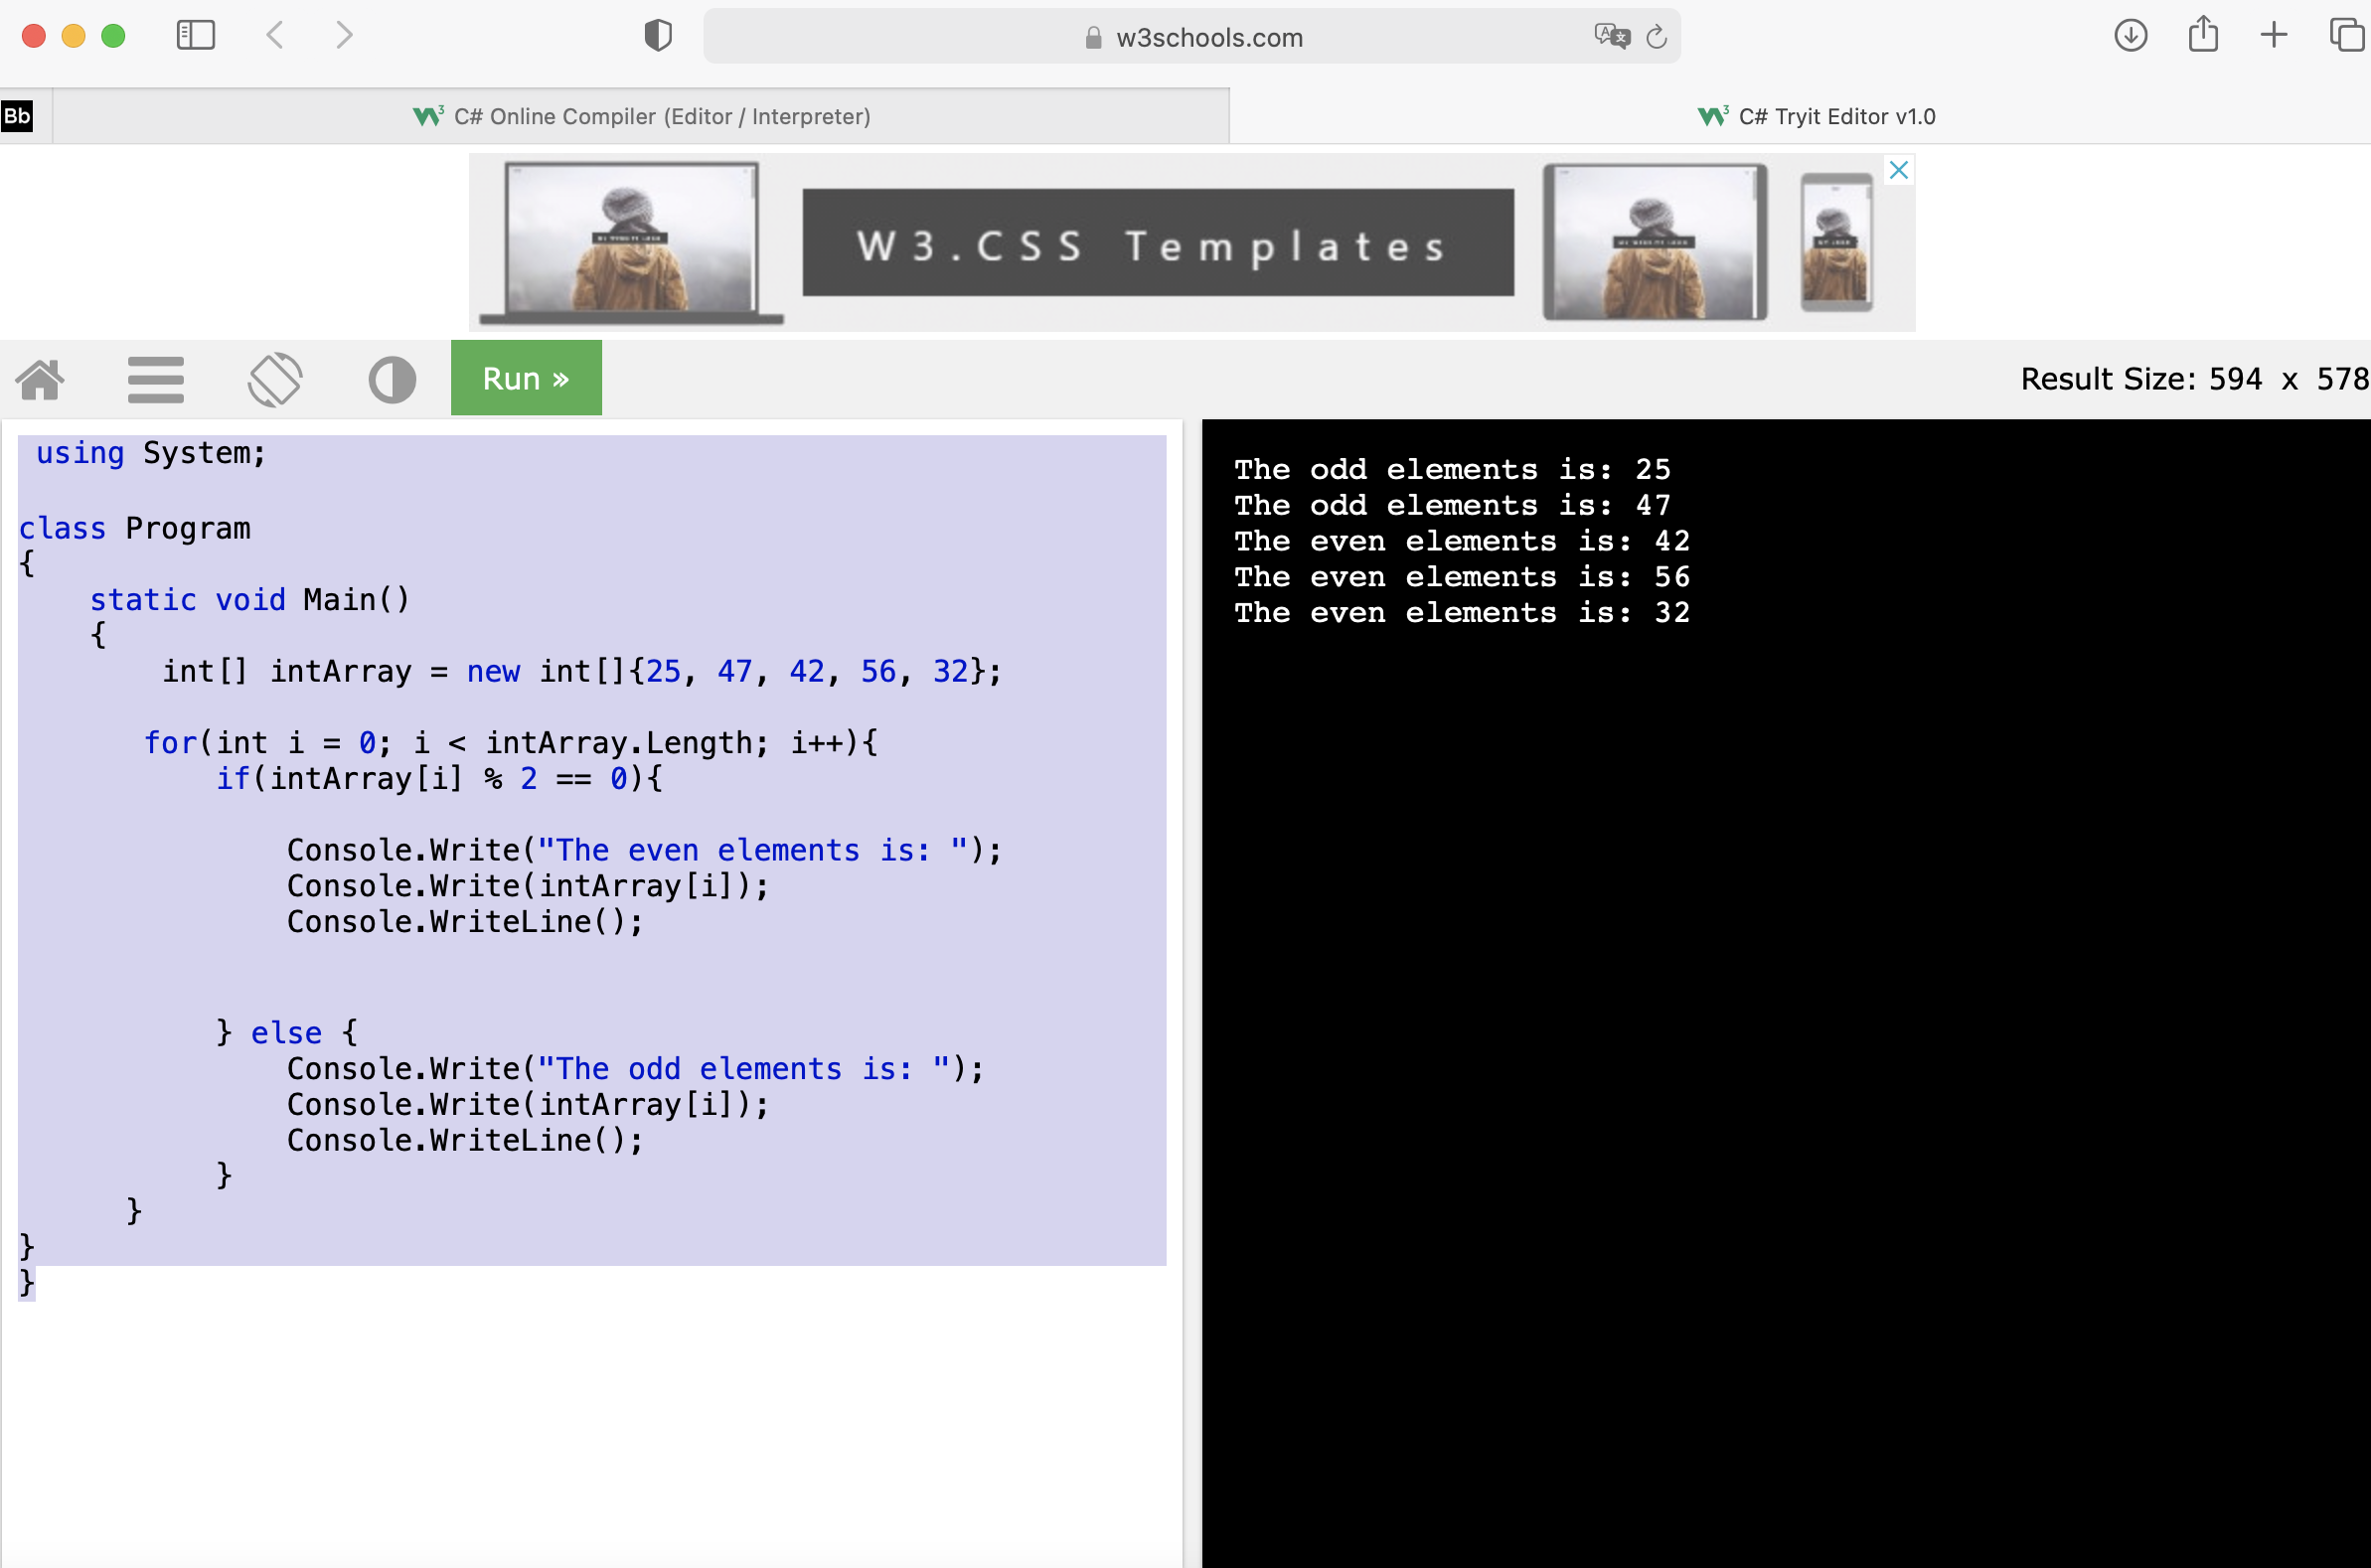 w3schools.com
Bb
C# Online Compiler (Editor / Interpreter)
C# Tryit Editor v1.0
W3.CSS Templates
Run »
Result Size: 594 x 578
using System;
class Program
{
static void Main()
{
int[] intArray = new int[]{25, 47, 42, 56, 32};
for(int i = 0; i < intArray.Length; i++){
if(intArray[i] % 2 == 0){
Console.Write("The even elements is: ");
Console.Write(intArray[i]);
Console.WriteLine();
} else {
Console.Write("The odd elements is: ");
Console.Write(intArray[i]);
Console.WriteLine();
}
}
}
}
The odd elements is: 25
The odd elements is: 47
The even elements is: 42
The even elements is: 56
The even elements is: 32